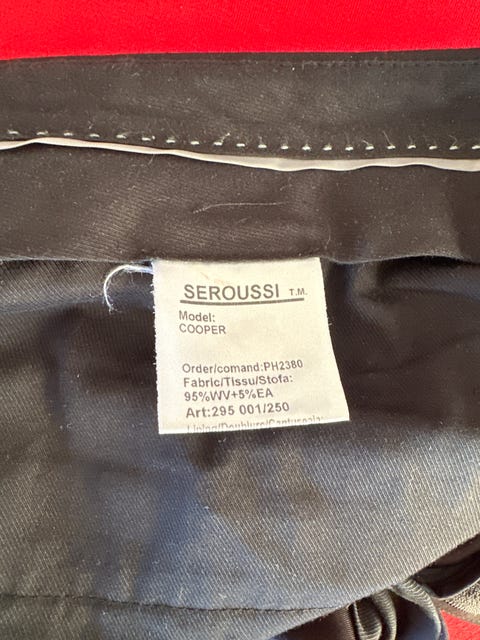 SEROUSSI T.M.
Model:
COOPER
Order/comand:PH2380
Fabric/Tissu/Stofa:
95%WV+5%EA
Art:295 001/250